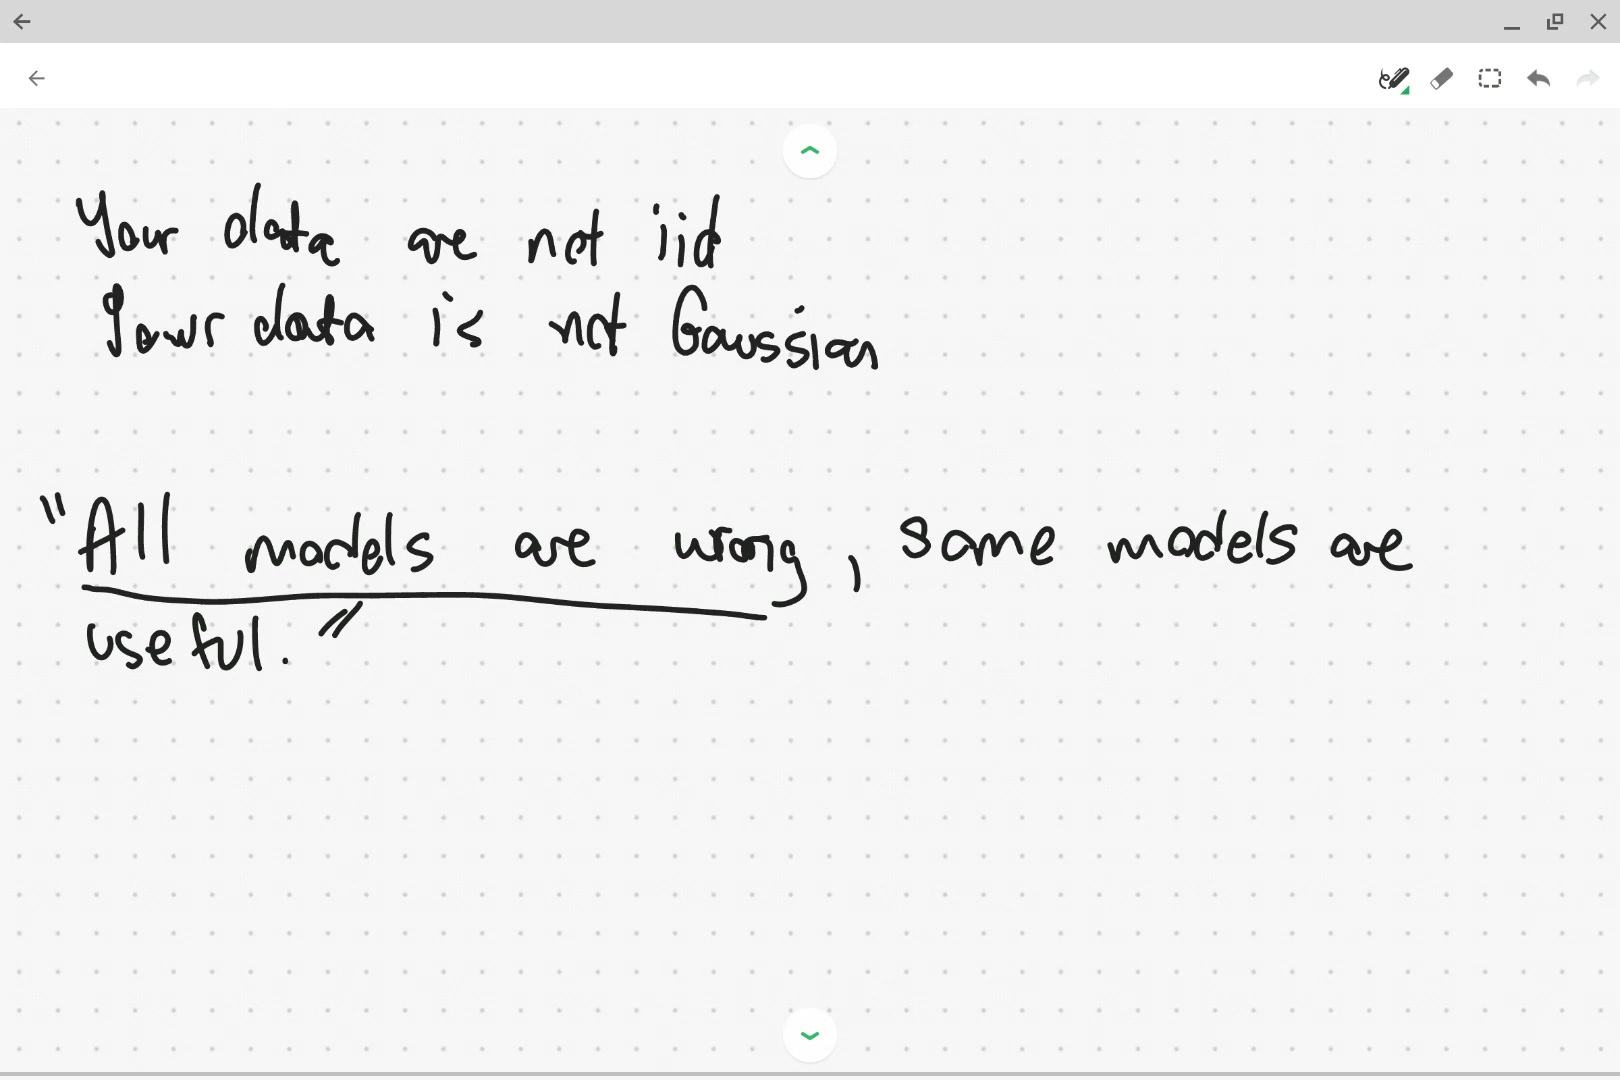 Your data are not iid
Your data is not Gaussian
"All models are wrong, some models are
useful."